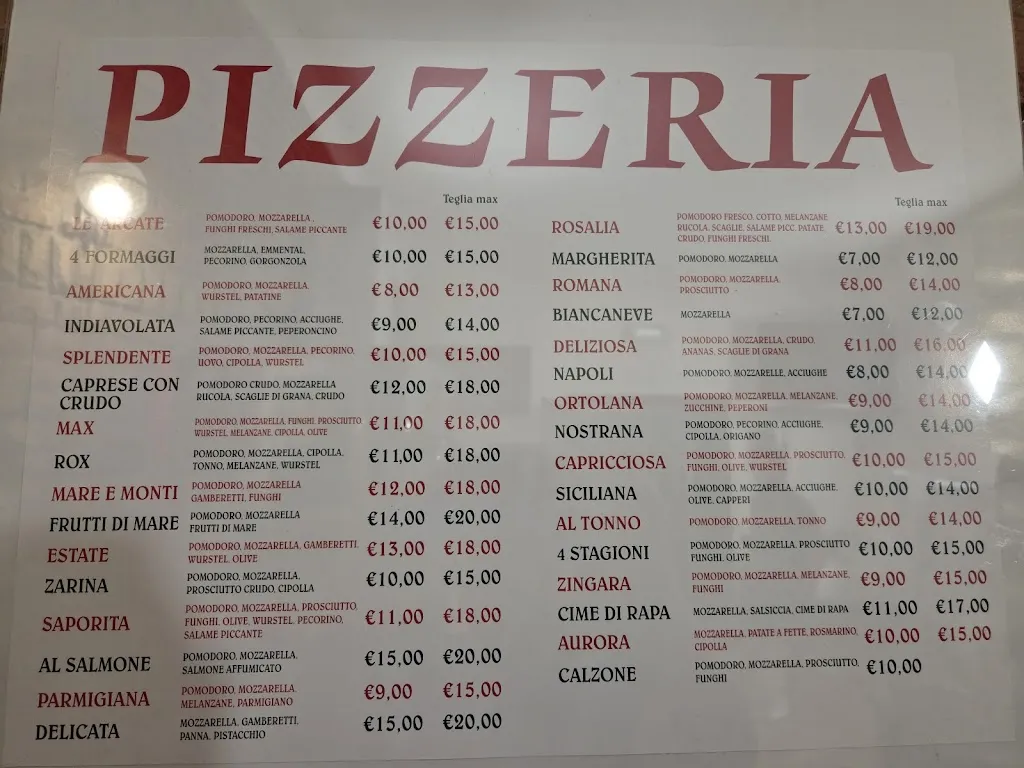 PIZZERIA
Teglia max
LE ARCATE POMODORO, MOZZARELLA, €10,00 €15,00
FUNGHI FRESCHI, SALAME PICCANTE
4 FORMAGGI MOZZARELLA, EMMENTAL, €10,00 €15,00
PECORINO, GORGONZOLA
AMERICANA POMODORO, MOZZARELLA, €8,00 €13,00
WURSTEL, PATATINE
INDIAVOLATA POMODORO, PECORINO, ACCIUGHE, €9,00 €14,00
SALAME PICCANTE, PEPERONCINO
SPLENDENTE POMODORO, MOZZARELLA, PECORINO, €10,00 €15,00
UOVO, CIPOLLA, WURSTEL
CAPRESE CON POMODORO CRUDO, MOZZARELLA €12,00 €18,00
CRUDO RUCOLA, SCAGLIE DI GRANA, CRUDO
MAX POMODORO, MOZZARELLA, FUNGHI, PROSCIUTTO €11,00 €18,00
WURSTEL, MELANZANE, CIPOLLA, OLIVE
ROX POMODORO, MOZZARELLA, CIPOLLA, €11,00 €18,00
TONNO, MELANZANE, WURSTEL
MARE E MONTI POMODORO, MOZZARELLA €12,00 €18,00
GAMBERETTI, FUNGHI
FRUTTI DI MARE POMODORO, MOZZARELLA €14,00 €20,00
FRUTTI DI MARE
ESTATE POMODORO, MOZZARELLA, GAMBERETTI, €13,00 €18,00
WURSTEL, OLIVE
ZARINA POMODORO, MOZZARELLA, €10,00 €15,00
PROSCIUTTO CRUDO, CIPOLLA
SAPORITA POMODORO, MOZZARELLA, PROSCIUTTO, €11,00 €18,00
FUNGHI, OLIVE, WURSTEL, PECORINO,
SALAME PICCANTE
AL SALMONE POMODORO, MOZZARELLA, €15,00 €20,00
SALMONE AFFUMICATO
PARMIGIANA POMODORO, MOZZARELLA €9,00 €15,00
MELANZANE, PARMIGIANO
DELICATA MOZZARELLA, GAMBERETTI, €15,00 €20,00
PANNA, PISTACCHIO
Teglia max
ROSALIA POMODORO FRESCO, COTTO, MELANZANE €13,00 €19,00
RUCOLA, SCAGLIE, SALAME PICC, PATATE,
CRUDO, FUNGHI FRESCHI
MARGHERITA POMODORO, MOZZARELLA €7,00 €12,00
ROMANA POMODORO, MOZZARELLA, €8,00 €14,00
PROSCIUTTO
BIANCANEVE MOZZARELLA €7,00 €12,00
DELIZIOSA POMODORO, MOZZARELLA, CRUDO, €11,00 €16,00
ANANAS, SCAGLIE DI GRANA
NAPOLI POMODORO, MOZZARELLE, ACCIUGHE €8,00 €14,00
ORTOLANA POMODORO, MOZZARELLA, MELANZANE, €9,00 €14,00
ZUCCHINE, PEPERONI
NOSTRANA POMODORO, PECORINO, ACCIUGHE, €9,00 €14,00
CIPOLLA, ORIGANO
CAPRICCIOSA POMODORO, MOZZARELLA, PROSCIUTTO, €10,00 €15,00
FUNGHI, OLIVE, WURSTEL
SICILIANA POMODORO, MOZZARELLA, ACCIUGHE, €10,00 €14,00
OLIVE, CAPPERI
AL TONNO POMODORO, MOZZARELLA, TONNO €9,00 €14,00
4 STAGIONI POMODORO, MOZZARELLA, PROSCIUTTO €10,00 €15,00
FUNGHI, OLIVE
ZINGARA POMODORO, MOZZARELLA, MELANZANE, €9,00 €15,00
FUNGHI
CIME DI RAPA MOZZARELLA, SALSICCIA, CIME DI RAPA €11,00 €17,00
AURORA MOZZARELLA, PATATE A FETTE, ROSMARINO, €10,00 €15,00
CIPOLLA
CALZONE POMODORO, MOZZARELLA, PROSCIUTTO, €10,00
FUNGHI